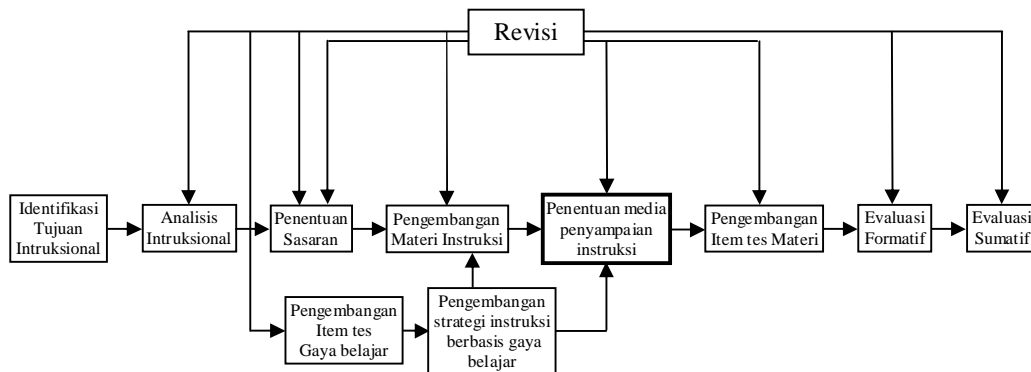 Revisi
Identifikasi
Tujuan
Intruksional
Analisis
Intruksional
Penentuan
Sasaran
Pengembangan
Materi Instruksi
Penentuan media
penyampaian
instruksi
Pengembangan
Item tes Materi
Evaluasi
Formatif
Evaluasi
Sumatif
Pengembangan
Item tes
Gaya belajar
Pengembangan
strategi instruksi
berbasis gaya
belajar